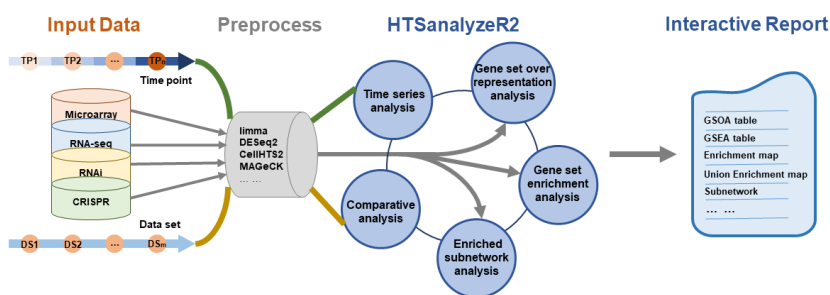 Input Data
Preprocess
HTSanalyzeR2
Interactive Report
TP1 TP2 ... TPn
Time point
Microarray
RNA-seq
RNAi
CRISPR
Data set
DS1 DS2 ... DSm
limma
DESeq2
CellHTS2
MAGeCK
... ...
Time series
analysis
Gene set over
representation
analysis
Gene set
enrichment
analysis
Enriched
subnetwork
analysis
Comparative
analysis
GSOA table
GSEA table
Enrichment map
Union Enrichment map
Subnetwork
... ...